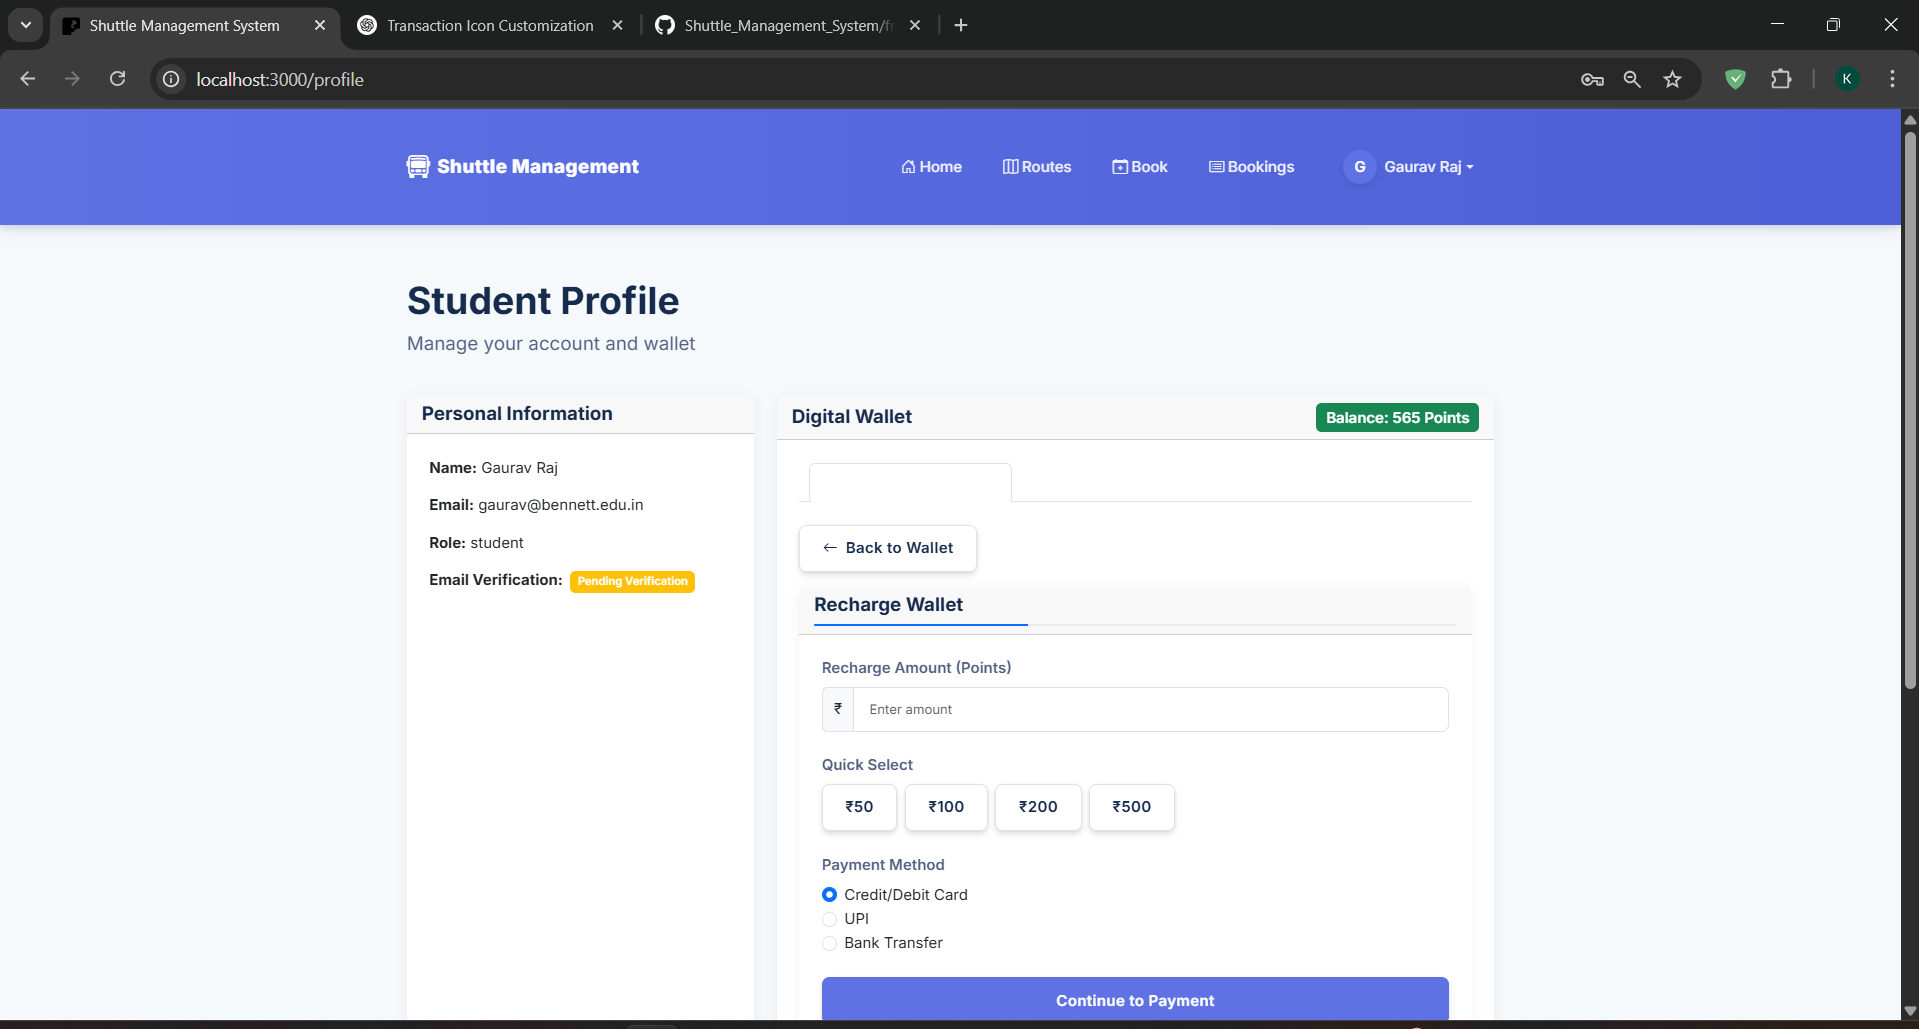 Shuttle Management System
Transaction Icon Customization
Shuttle_Management_System/f
localhost:3000/profile
K
Shuttle Management
Home
Routes
Book
Bookings
G
Gaurav Raj
Student Profile
Manage your account and wallet
Personal Information
Name: Gaurav Raj
Email: gaurav@bennett.edu.in
Role: student
Email Verification: Pending Verification
Digital Wallet
Balance: 565 Points
← Back to Wallet
Recharge Wallet
Recharge Amount (Points)
₹ Enter amount
Quick Select
₹50
₹100
₹200
₹500
Payment Method
Credit/Debit Card
UPI
Bank Transfer
Continue to Payment